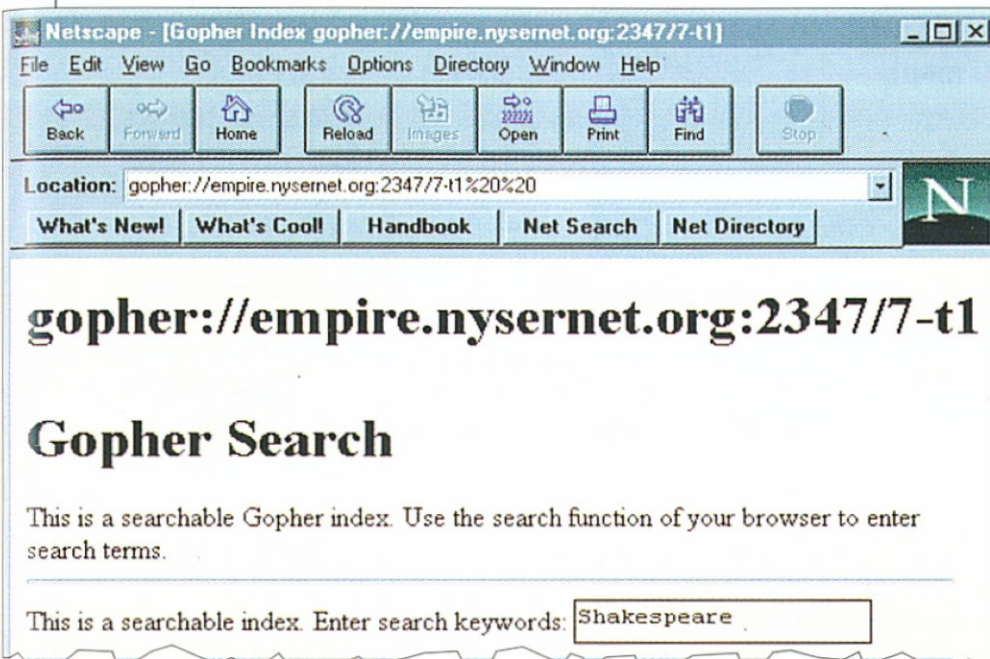 Netscape - [Gopher Index gopher://empire.nysernet.org:2347/7-t1]
File Edit View Go Bookmarks Options Directory Window Help
Back Forward Home Reload Images Open Print Find Stop
Location: gopher://empire.nysernet.org:2347/7-t1%20%20
N
What's New! What's Cool! Handbook Net Search Net Directory
gopher://empire.nysernet.org:2347/7-t1
Gopher Search
This is a searchable Gopher index. Use the search function of your browser to enter
search terms.
This is a searchable index. Enter search keywords: Shakespeare